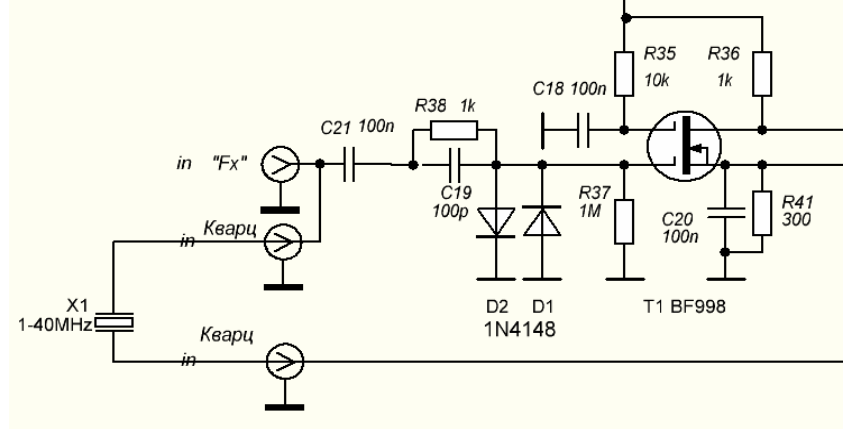 R35
10k
R36
1k
C18 100n
R38 1k
C21 100n
in "Fx"
C19
100p
R37
1M
C20
100n
R41
300
Кварц
in
X1
1-40MHz
D2 D1
1N4148
T1 BF998
Кварц
in